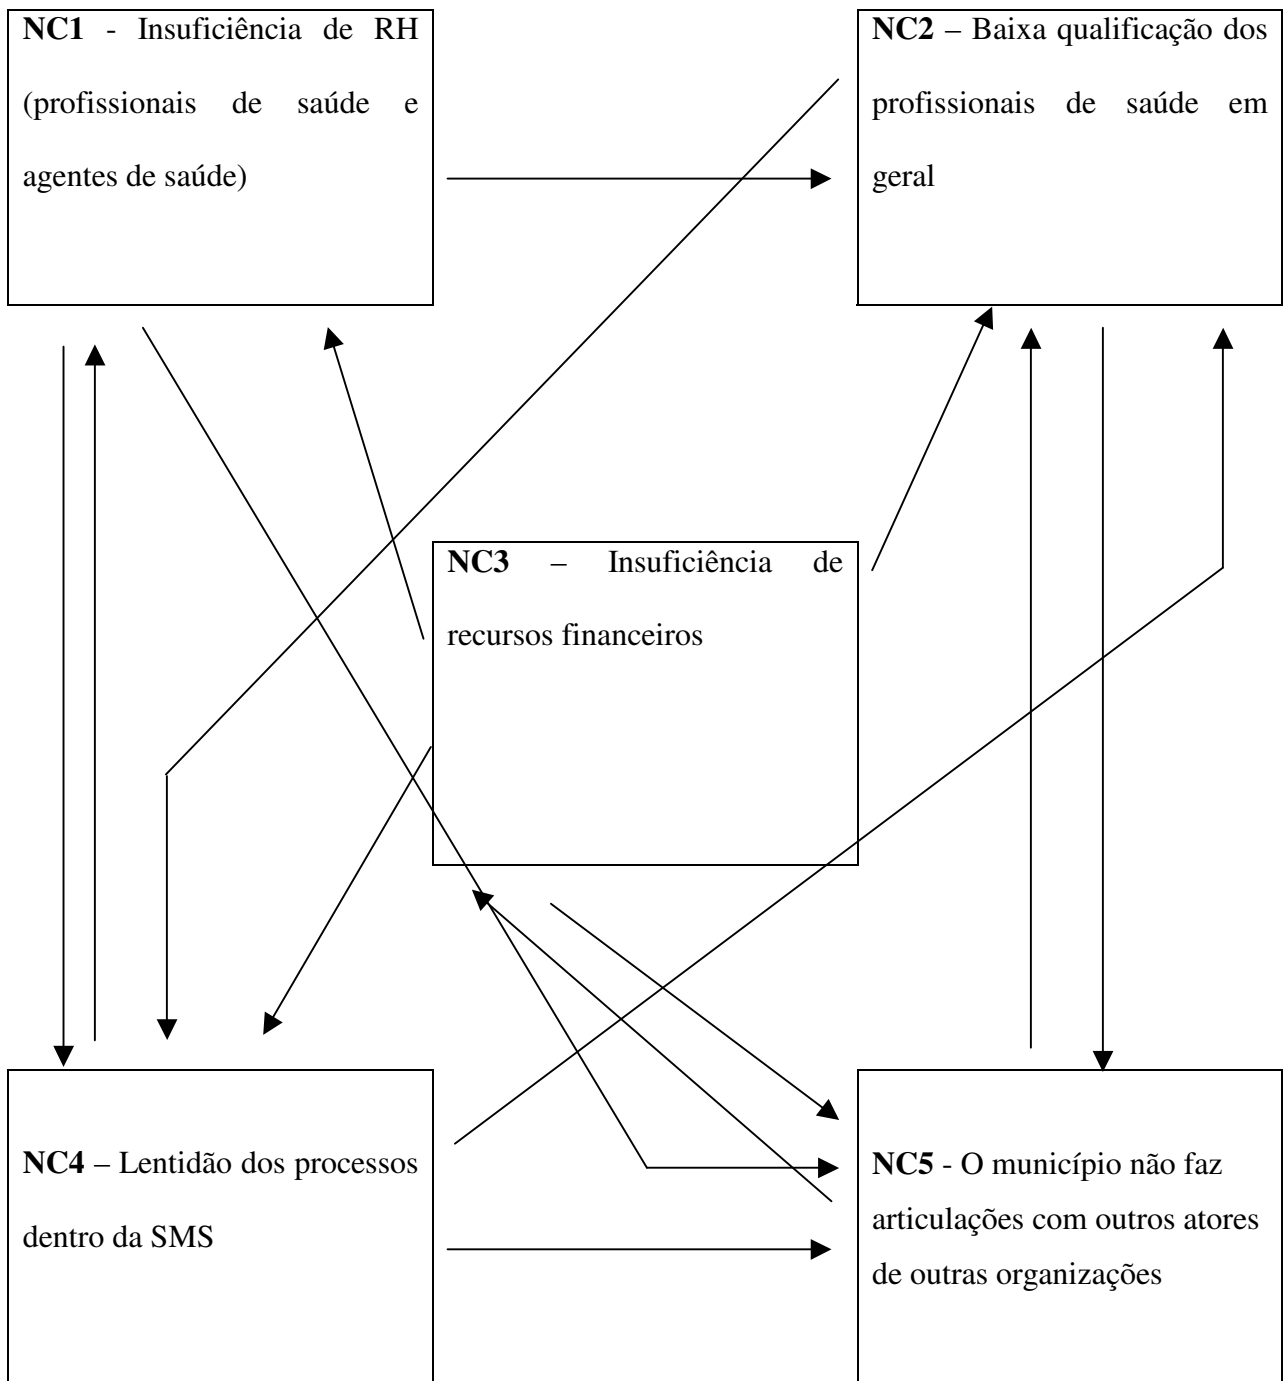 NC1 - Insuficiência de RH
(profissionais de saúde e
agentes de saúde)
NC2 – Baixa qualificação dos
profissionais de saúde em
geral
NC3 – Insuficiência de
recursos financeiros
NC4 – Lentidão dos processos
dentro da SMS
NC5 - O município não faz
articulações com outros atores
de outras organizações